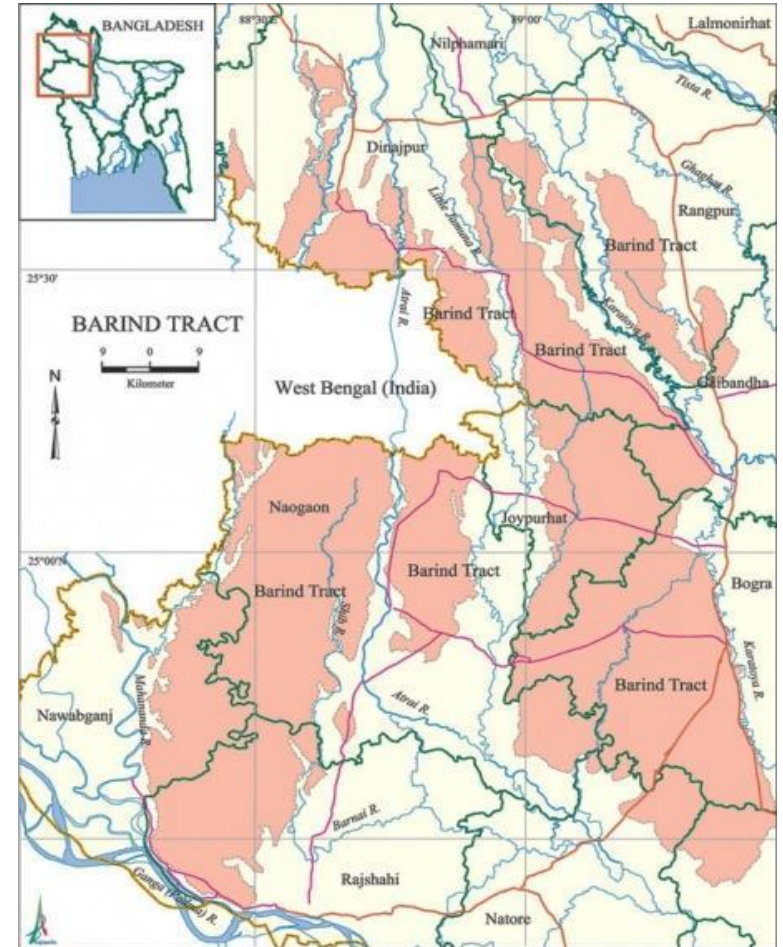 BANGLADESH
88°30'E
89°00'
Lalmonirhat
Nilphamari
Tista R.
Dinajpur
Ghaghat R.
Little Jamuna R.
Rangpur
Barind Tract
25°30'
Atrai R.
Barind Tract
Karatoya R.
BARIND TRACT
Barind Tract
9 0 9
Kilometer
N
West Bengal (India)
Gaibandha
Naogaon
Joypurhat
25°00'N
Barind Tract
Barind Tract
Bogra
Shib R.
Karatoya R.
Mahananda R.
Barind Tract
Nawabganj
Atrai R.
Barnai R.
Ganga (Padma) R.
Rajshahi
Natore